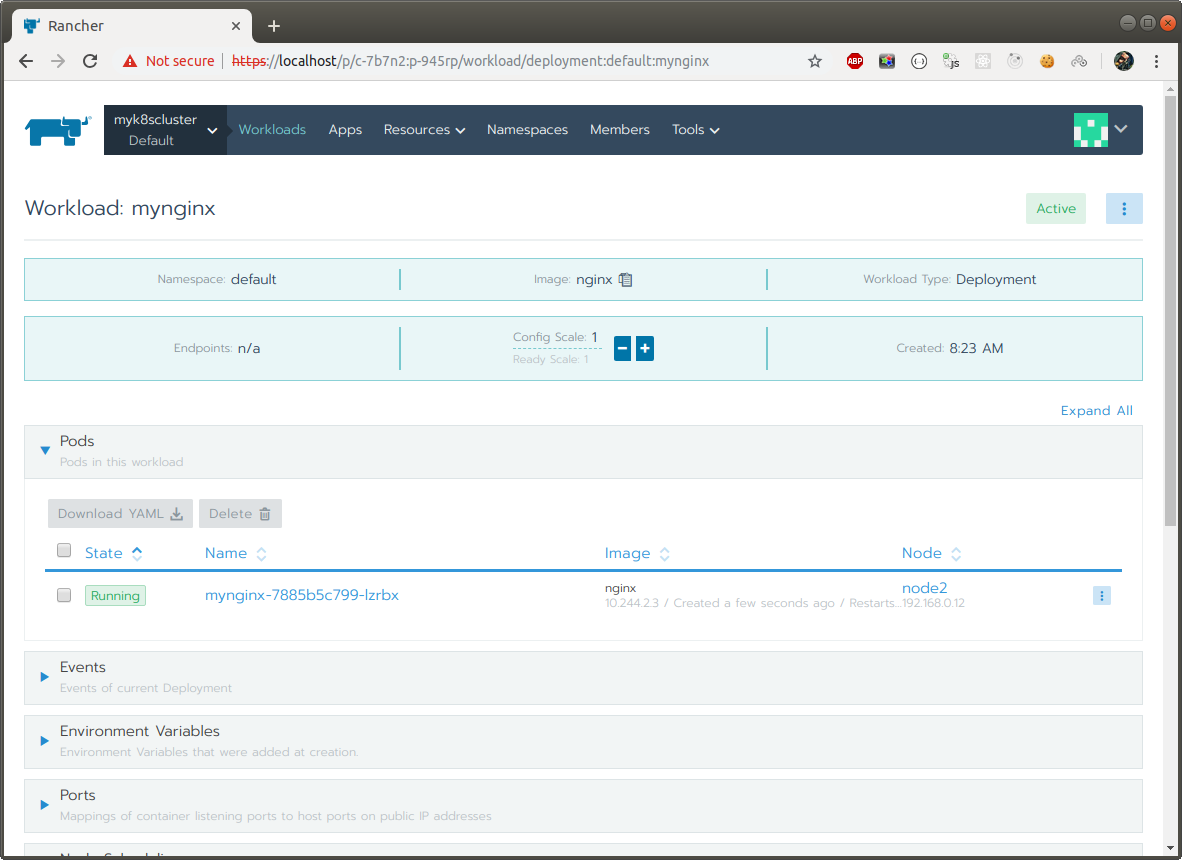 Rancher
Not secure https://localhost/p/c-7b7n2:p-945rp/workload/deployment:default:mynginx
ABP
js
myk8scluster
Default
Workloads Apps Resources Namespaces Members Tools
Workload: mynginx
Active
Namespace: default
Image: nginx
Workload Type: Deployment
Endpoints: n/a
Config Scale: 1
Ready Scale: 1
Created: 8:23 AM
Expand All
Pods
Pods in this workload
Download YAML Delete
State Name Image Node
Running mynginx-7885b5c799-lzrbx
nginx
10.244.2.3 / Created a few seconds ago / Restarts...
node2
192.168.0.12
Events
Events of current Deployment
Environment Variables
Environment Variables that were added at creation.
Ports
Mappings of container listening ports to host ports on public IP addresses